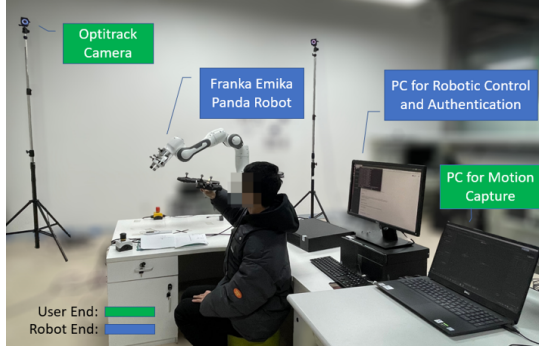 Optitrack
Camera
Franka Emika
Panda Robot
PC for Robotic Control
and Authentication
PC for Motion
Capture
User End:
Robot End: